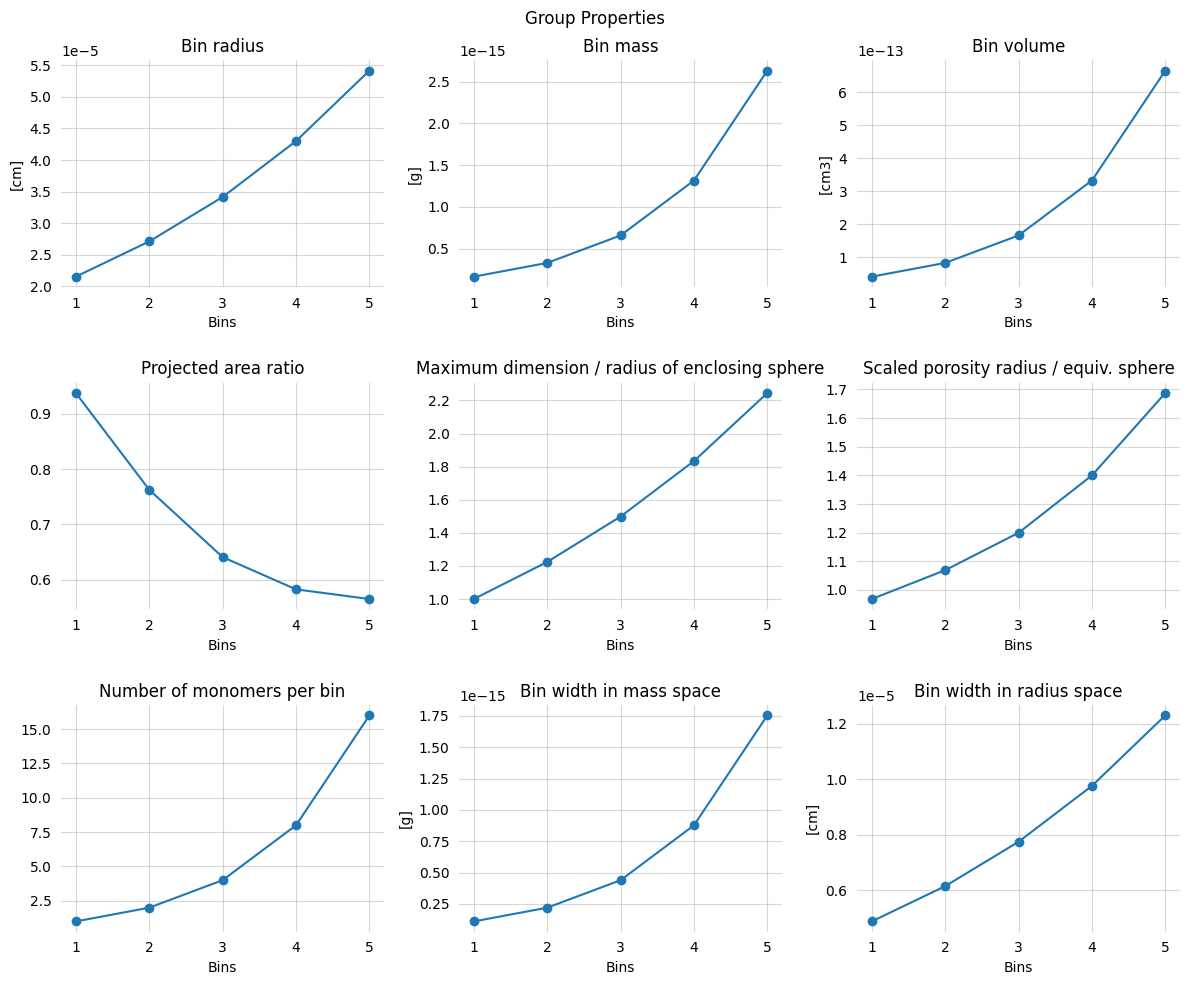 Group Properties
Bin radius
1e−5
5.5
5.0
4.5
4.0
3.5
3.0
2.5
2.0
[cm]
1 2 3 4 5
Bins
Bin mass
1e−15
2.5
2.0
1.5
1.0
0.5
[g]
1 2 3 4 5
Bins
Bin volume
1e−13
6
5
4
3
2
1
[cm3]
1 2 3 4 5
Bins
Projected area ratio
0.9
0.8
0.7
0.6
1 2 3 4 5
Bins
Maximum dimension / radius of enclosing sphere
2.2
2.0
1.8
1.6
1.4
1.2
1.0
1 2 3 4 5
Bins
Scaled porosity radius / equiv. sphere
1.7
1.6
1.5
1.4
1.3
1.2
1.1
1.0
1 2 3 4 5
Bins
Number of monomers per bin
15.0
12.5
10.0
7.5
5.0
2.5
1 2 3 4 5
Bins
Bin width in mass space
1e−15
1.75
1.50
1.25
1.00
0.75
0.50
0.25
[g]
1 2 3 4 5
Bins
Bin width in radius space
1e−5
1.2
1.0
0.8
0.6
[cm]
1 2 3 4 5
Bins